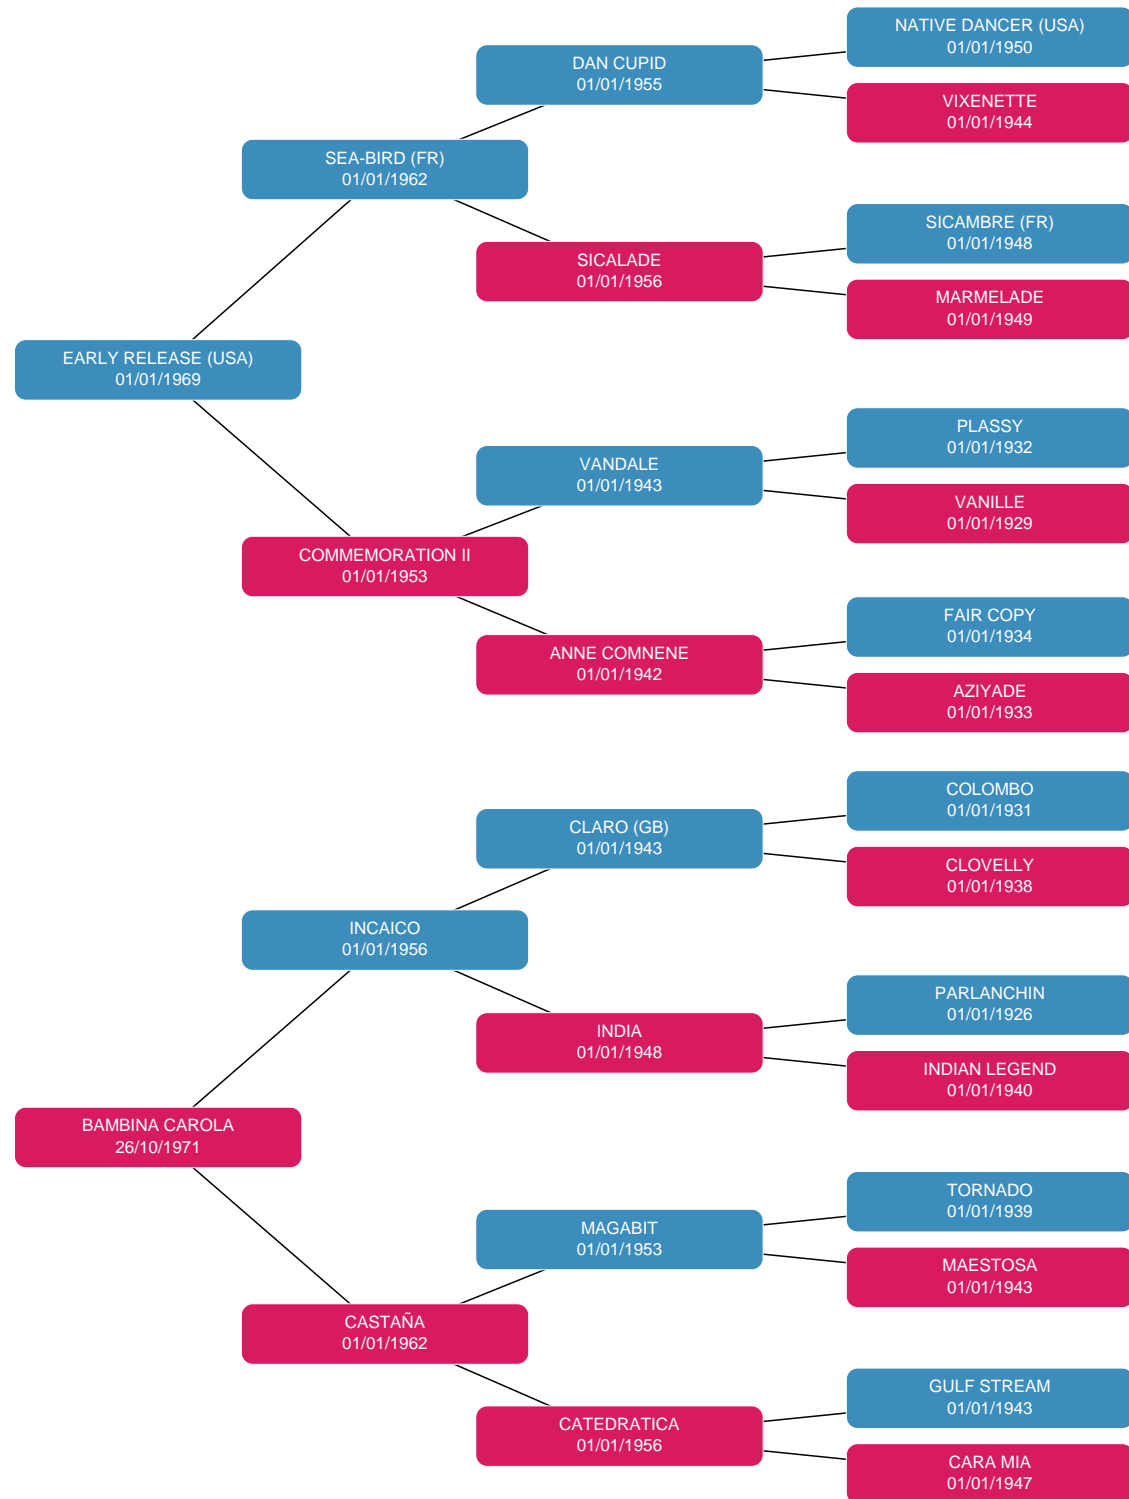 NATIVE DANCER (USA)
01/01/1950
DAN CUPID
01/01/1955
VIXENETTE
01/01/1944
SEA-BIRD (FR)
01/01/1962
SICAMBRE (FR)
01/01/1948
SICALADE
01/01/1956
MARMELADE
01/01/1949
EARLY RELEASE (USA)
01/01/1969
PLASSY
01/01/1932
VANDALE
01/01/1943
VANILLE
01/01/1929
COMMEMORATION II
01/01/1953
FAIR COPY
01/01/1934
ANNE COMNENE
01/01/1942
AZIYADE
01/01/1933
COLOMBO
01/01/1931
CLARO (GB)
01/01/1943
CLOVELLY
01/01/1938
INCAICO
01/01/1956
PARLANCHIN
01/01/1926
INDIA
01/01/1948
INDIAN LEGEND
01/01/1940
BAMBINA CAROLA
26/10/1971
TORNADO
01/01/1939
MAGABIT
01/01/1953
MAESTOSA
01/01/1943
CASTAÑA
01/01/1962
GULF STREAM
01/01/1943
CATEDRATICA
01/01/1956
CARA MIA
01/01/1947